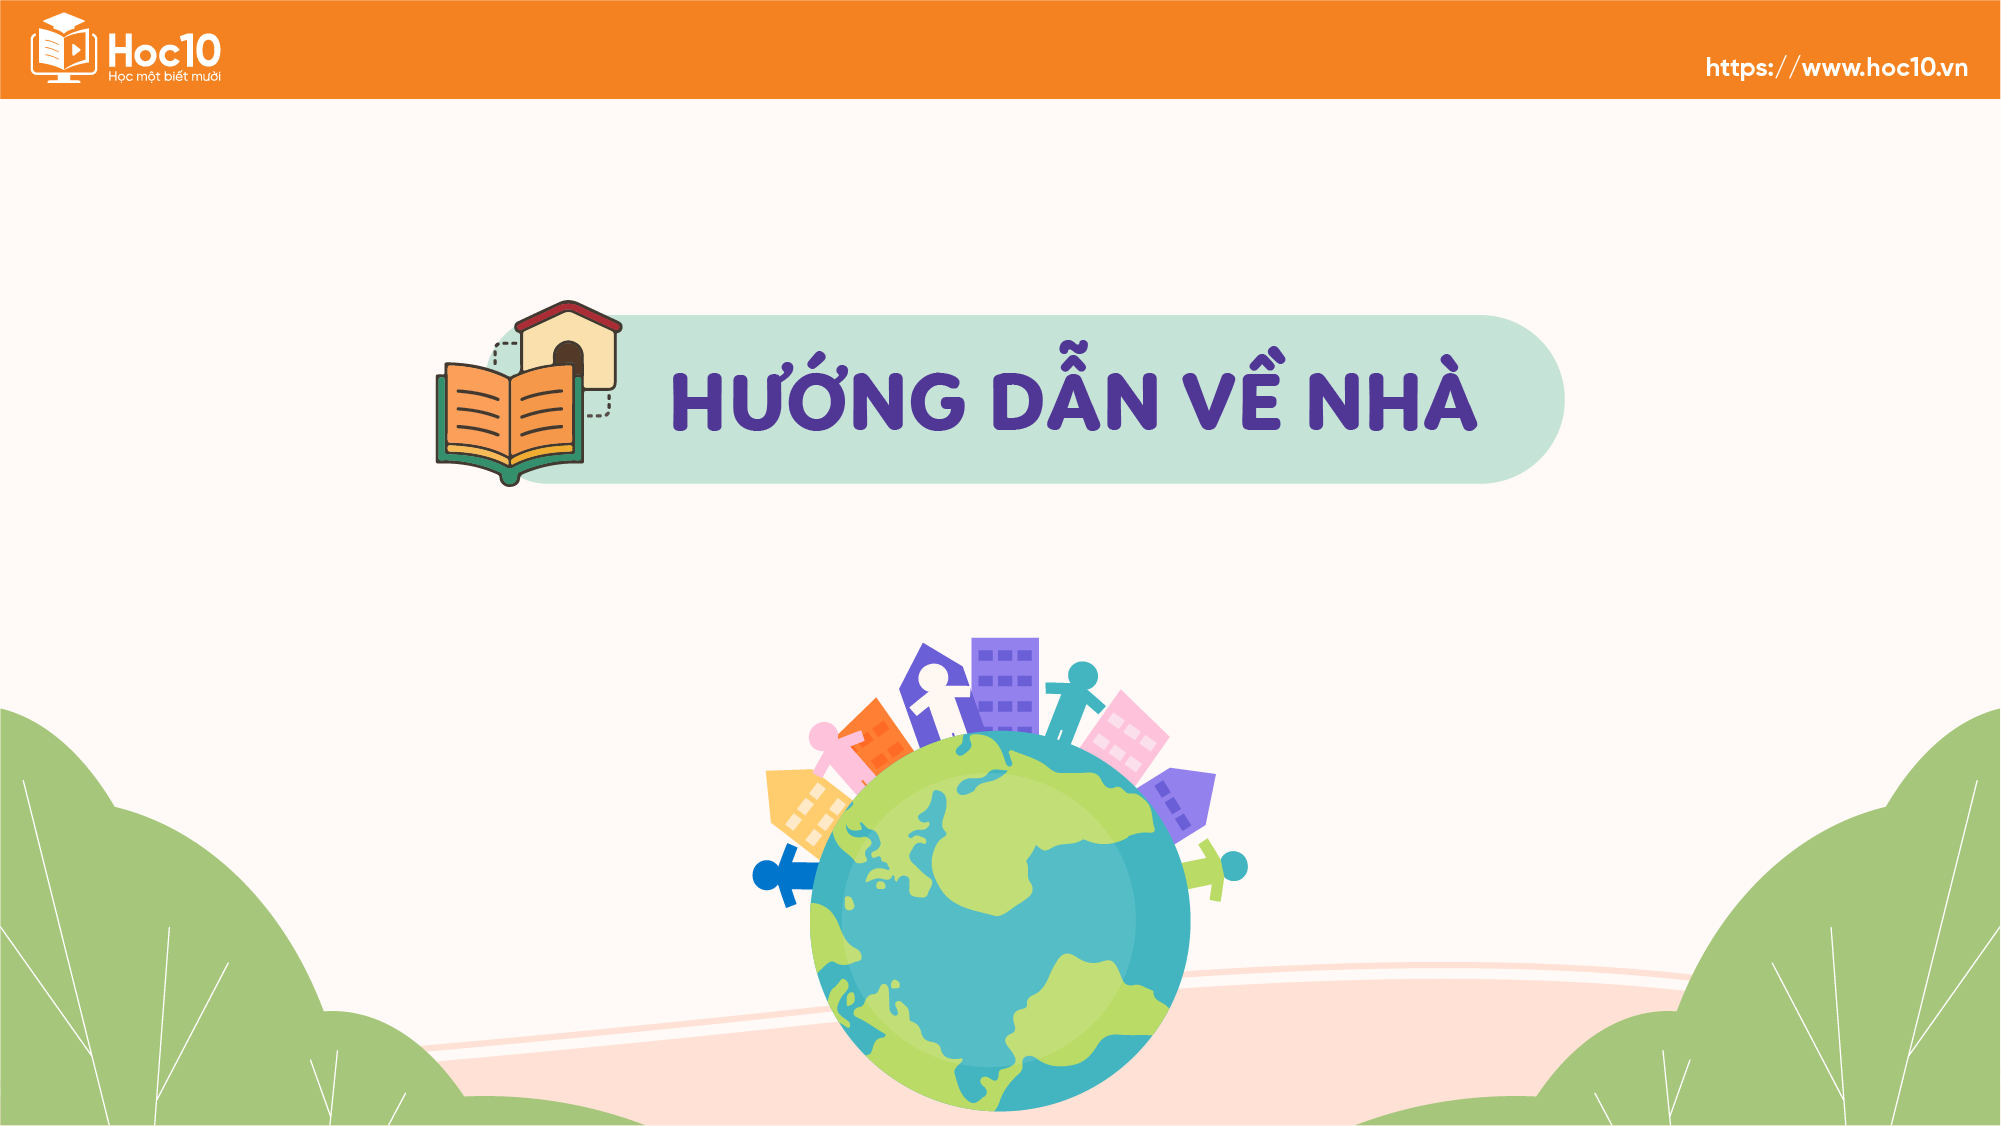 Hoc10
Học một biết mười
https://www.hoc10.vn
HƯỚNG DẪN VỀ NHÀ